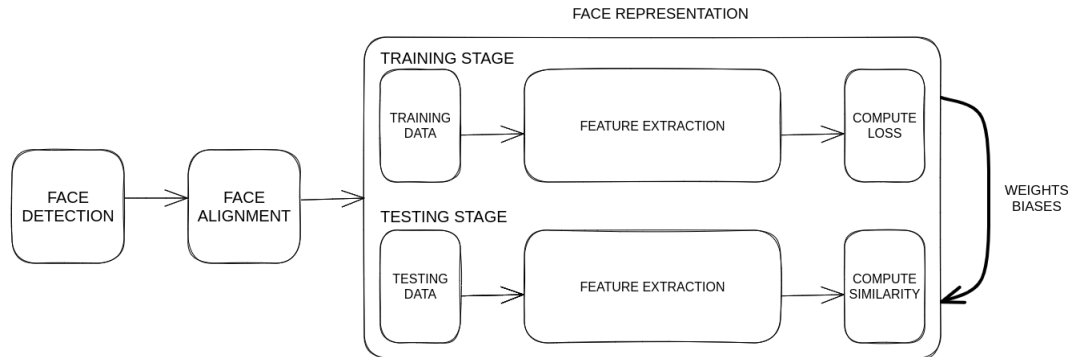 FACE REPRESENTATION
TRAINING STAGE
TRAINING
DATA
FEATURE EXTRACTION
COMPUTE
LOSS
FACE
DETECTION
FACE
ALIGNMENT
WEIGHTS
BIASES
TESTING STAGE
TESTING
DATA
FEATURE EXTRACTION
COMPUTE
SIMILARITY